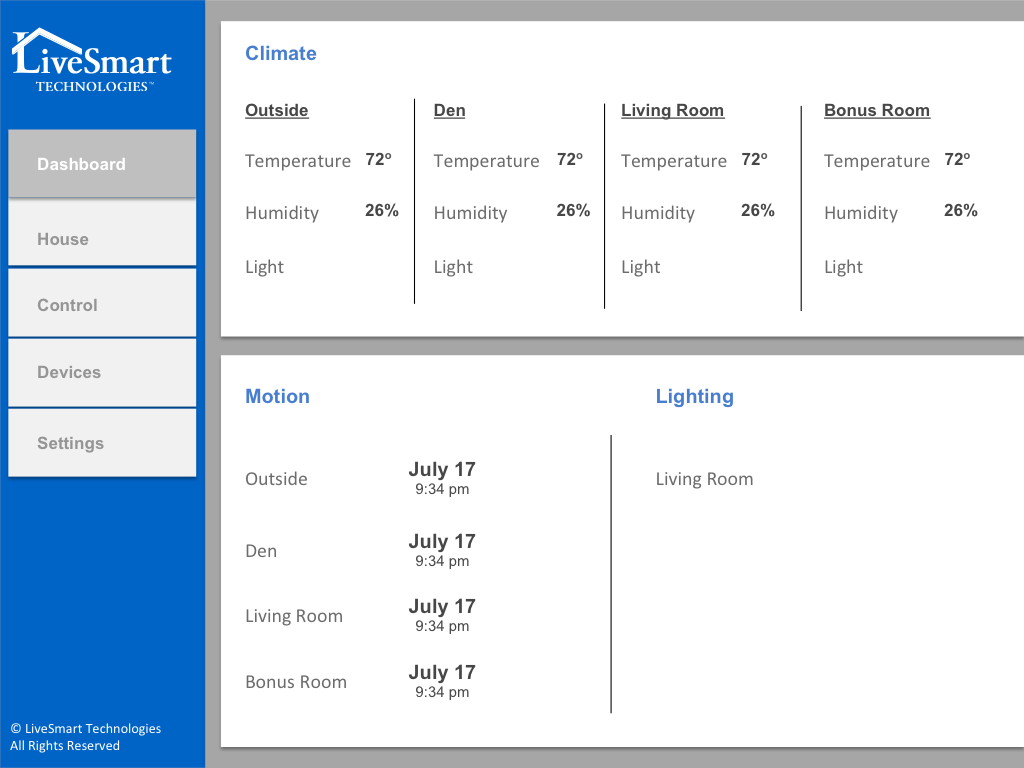 LiveSmart
TECHNOLOGIES™
Dashboard
House
Control
Devices
Settings
© LiveSmart Technologies
All Rights Reserved
Climate
Outside
Temperature 72º
Humidity 26%
Light
Den
Temperature 72º
Humidity 26%
Light
Living Room
Temperature 72º
Humidity 26%
Light
Bonus Room
Temperature 72º
Humidity 26%
Light
Motion
Outside July 17
9:34 pm
Den July 17
9:34 pm
Living Room July 17
9:34 pm
Bonus Room July 17
9:34 pm
Lighting
Living Room